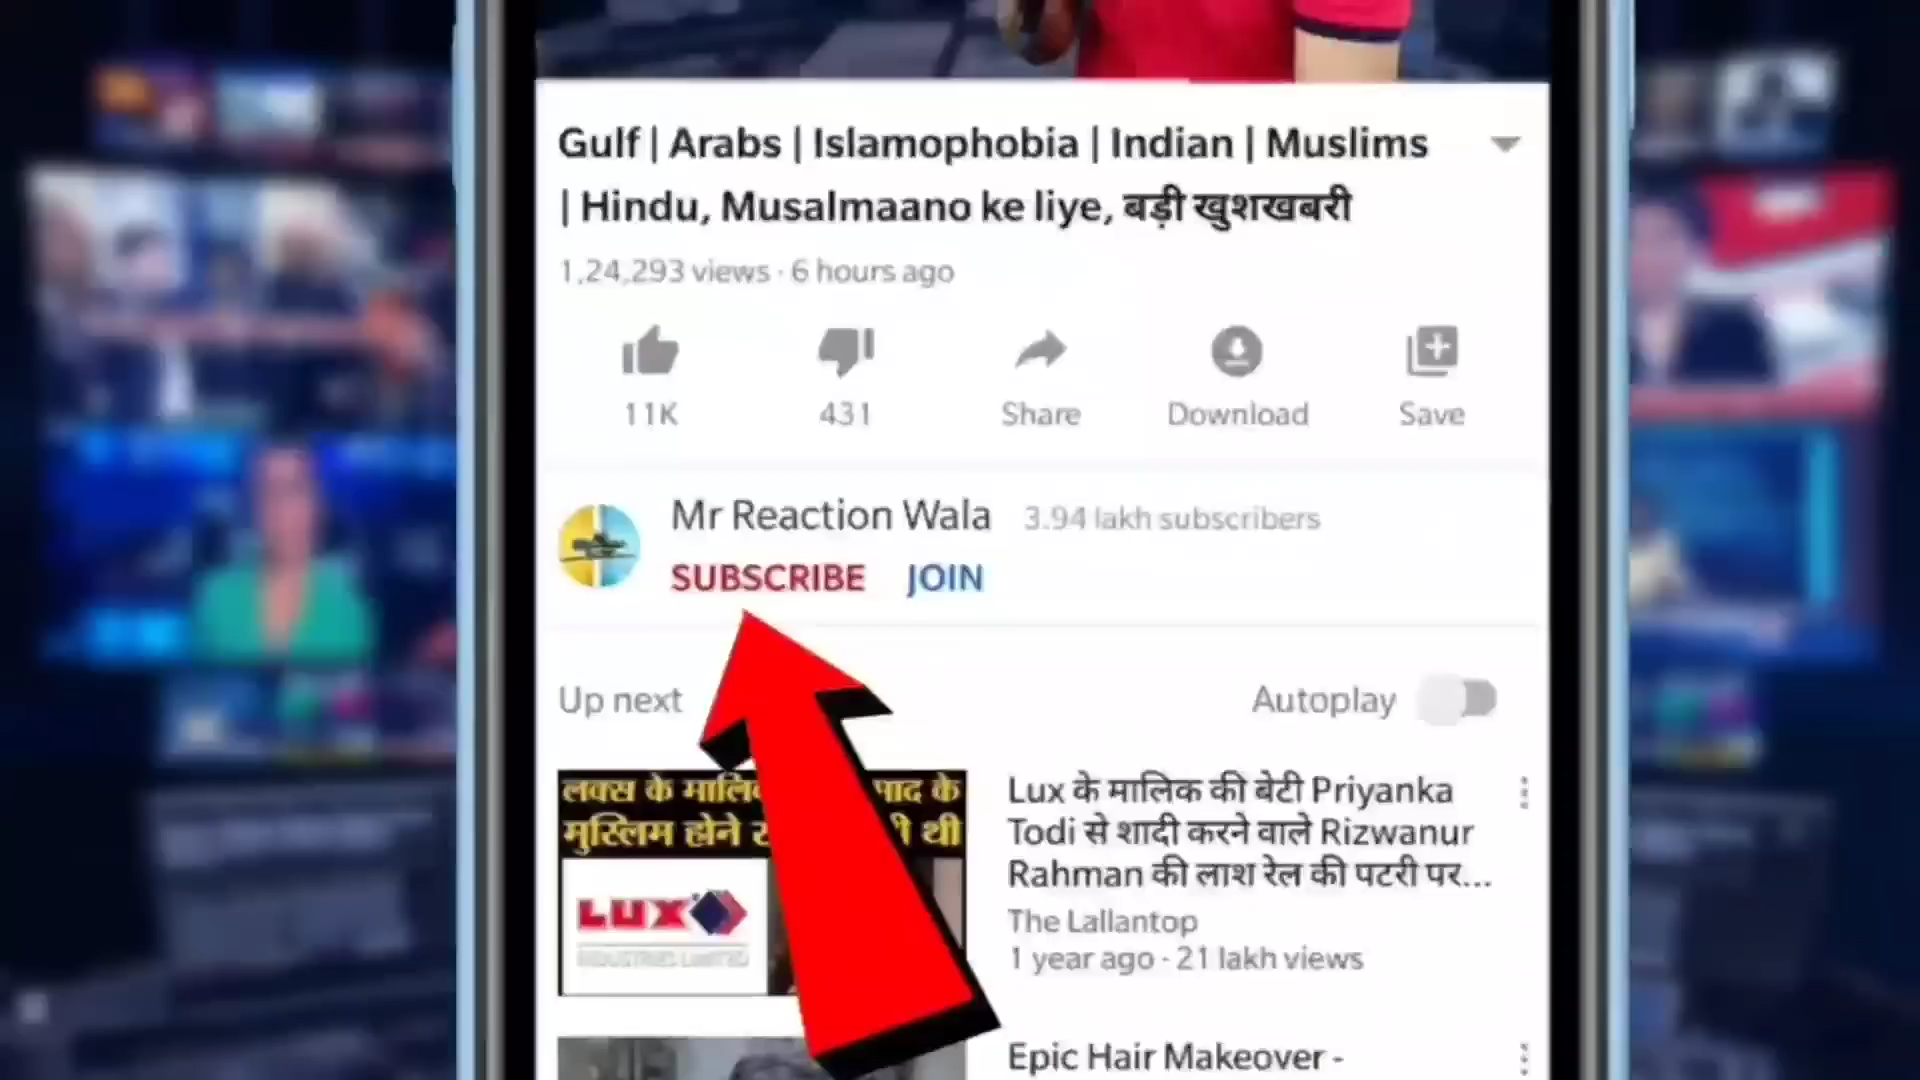 Gulf | Arabs | Islamophobia | Indian | Muslims
| Hindu, Musalmaano ke liye, बड़ी खुशखबरी
1,24,293 views · 6 hours ago
11K
431
Share
Download
Save
Mr Reaction Wala 3.94 lakh subscribers
SUBSCRIBE JOIN
Up next
Autoplay
लक्स के मालि के
मुस्लिम होने थी
LUX
INDUSTRIES LIMITED
Lux के मालिक की बेटी Priyanka
Todi से शादी करने वाले Rizwanur
Rahman की लाश रेल की पटरी पर...
The Lallantop
1 year ago · 21 lakh views
Epic Hair Makeover -